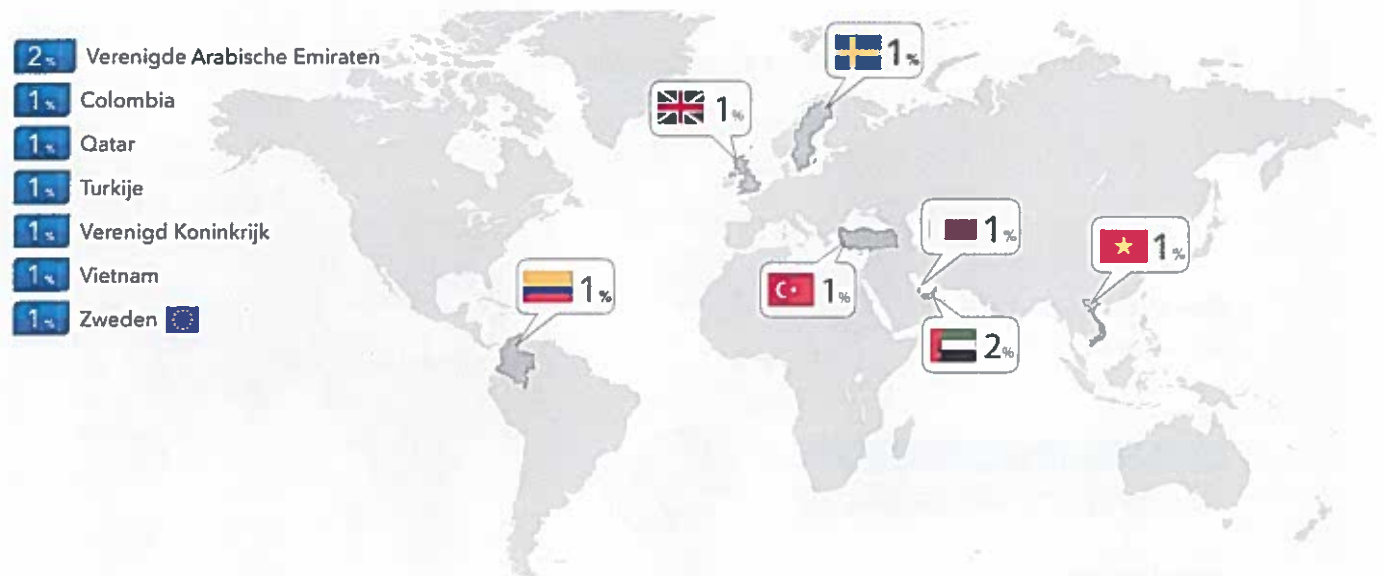 2% Verenigde Arabische Emiraten
1% Colombia
1% Qatar
1% Turkije
1% Verenigd Koninkrijk
1% Vietnam
1% Zweden
1%
1%
1%
1%
1%
1%
2%